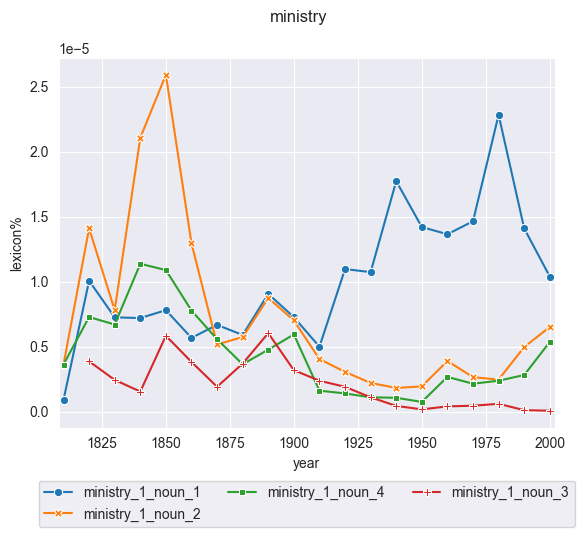 ministry
1e−5
2.5
2.0
1.5
1.0
0.5
0.0
lexicon%
1825 1850 1875 1900 1925 1950 1975 2000
year
ministry_1_noun_1 ministry_1_noun_4 ministry_1_noun_3
ministry_1_noun_2